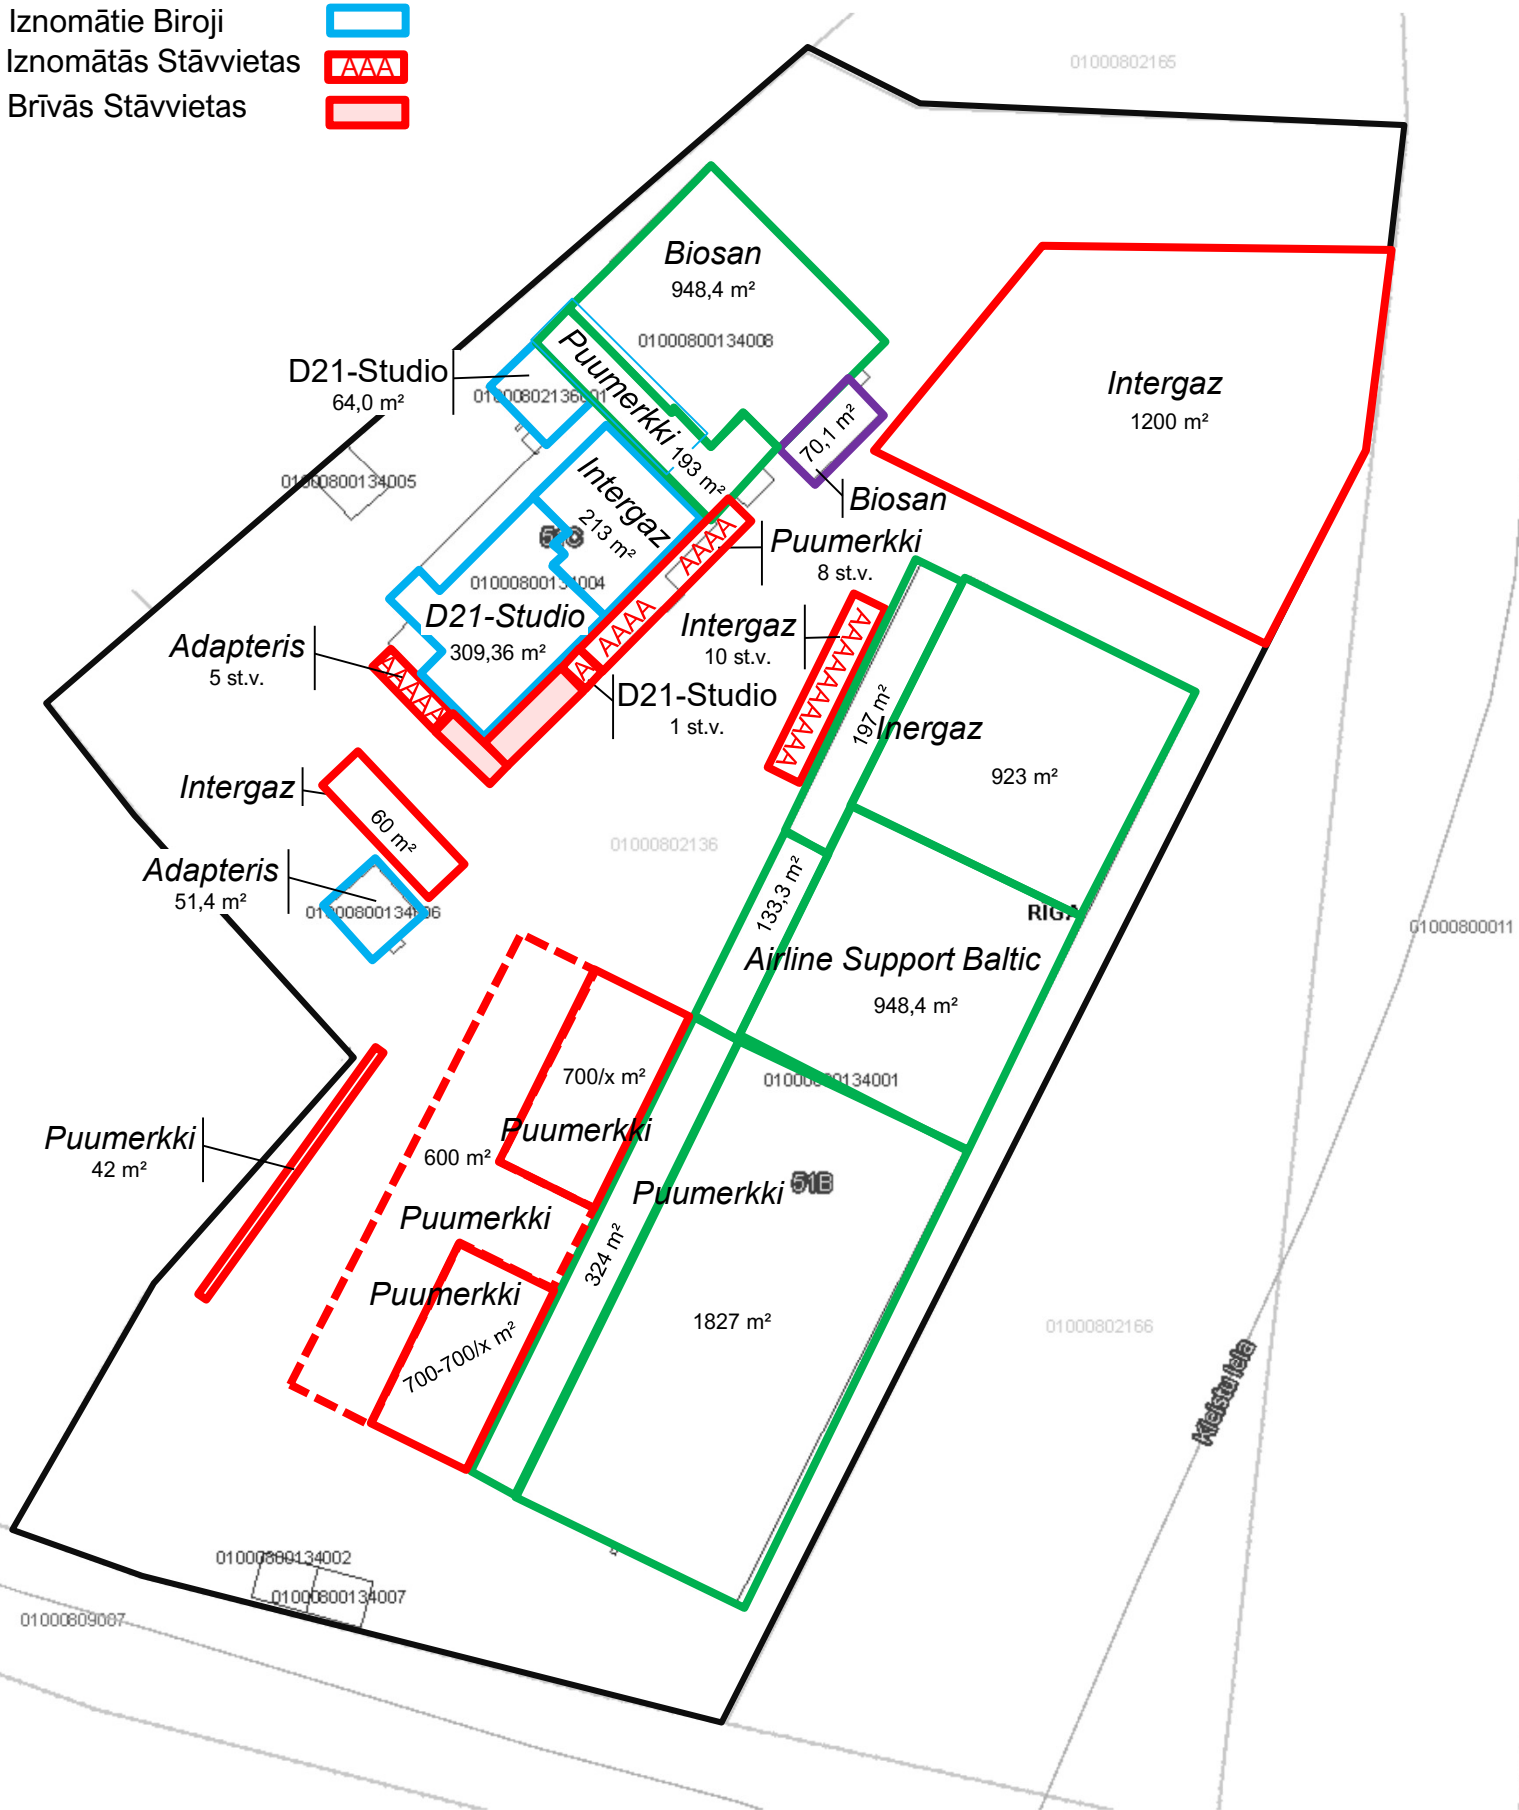 Iznomātie Biroji
Iznomātās Stāvvietas
AAA
Brīvās Stāvvietas
01000802165
Biosan
948,4 m²
01000800134008
Puumerkki 193 m²
D21-Studio
64,0 m²
01000800134005
Intergaz
1200 m²
70,1 m²
Biosan
Intergaz
213 m²
AAAA
Puumerkki
8 st.v.
D21-Studio
309,36 m²
AAAA
Intergaz
10 st.v.
AAAAAAAAAA
Adapteris
5 st.v.
AAAAA
A
D21-Studio
1 st.v.
197 m²
Inergaz
923 m²
Intergaz
60 m²
01000802136
Adapteris
51,4 m²
133,3 m²
RĪGA
01000800011
Airline Support Baltic
948,4 m²
700/x m²
Puumerkki
600 m²
Puumerkki
42 m²
Puumerkki
51B
Puumerkki
324 m²
Puumerkki
700-700/x m²
1827 m²
01000802166
Kleistu iela
01000800134002
01000800134007
01000809007